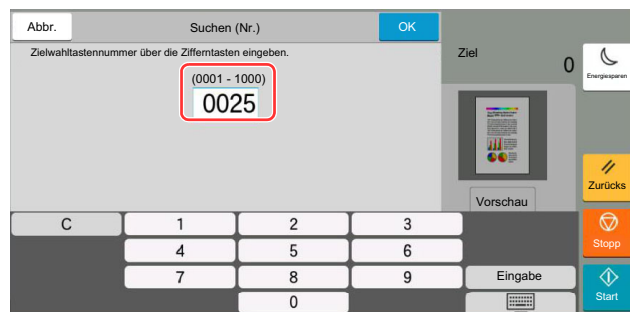 Abbr.
Suchen (Nr.)
OK
Zielwahltastennummer über die Zifferntasten eingeben.
(0001 - 1000)
0025
Ziel
0
Energiesparen
Vorschau
Zurücks
Stopp
Start
C
1
2
3
4
5
6
7
8
9
0
Eingabe